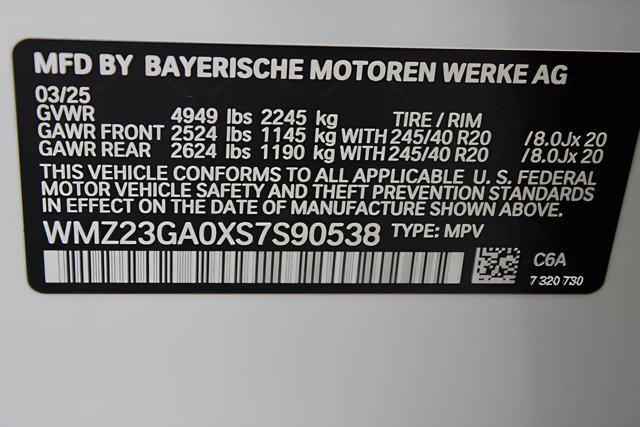 MFD BY BAYERISCHE MOTOREN WERKE AG
03/25
GVWR 4949 lbs 2245 kg TIRE / RIM
GAWR FRONT 2524 lbs 1145 kg WITH 245/40 R20 /8.0Jx 20
GAWR REAR 2624 lbs 1190 kg WITH 245/40 R20 /8.0Jx 20
THIS VEHICLE CONFORMS TO ALL APPLICABLE U. S. FEDERAL
MOTOR VEHICLE SAFETY AND THEFT PREVENTION STANDARDS
IN EFFECT ON THE DATE OF MANUFACTURE SHOWN ABOVE.
WMZ23GA0XS7S90538 TYPE: MPV
C6A
7 320 730